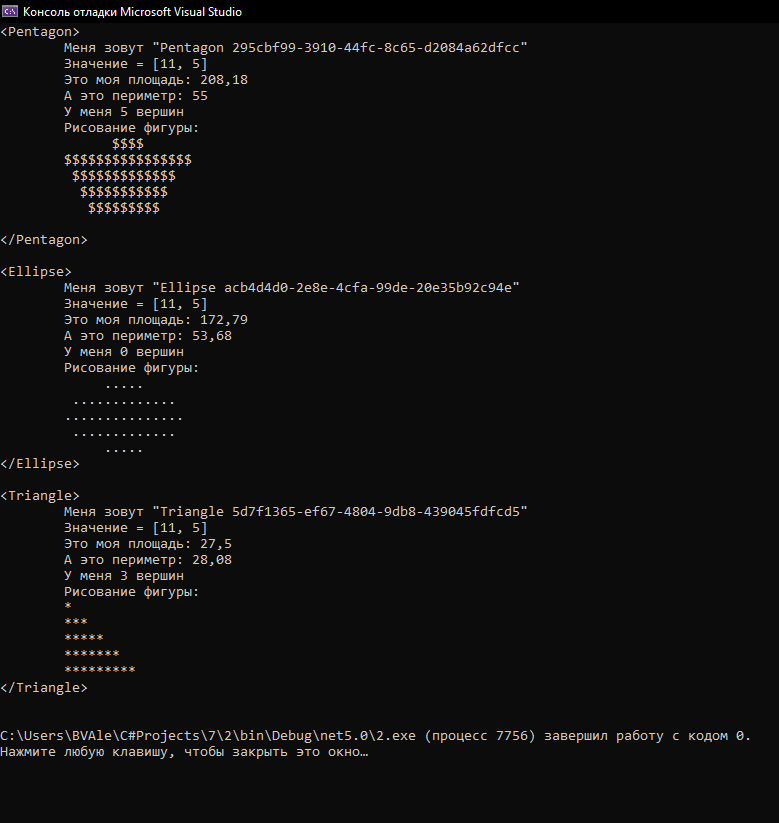 Консоль отладки Microsoft Visual Studio
<Pentagon>
        Меня зовут "Pentagon 295cbf99-3910-44fc-8c65-d2084a62dfcc"
        Значение = [11, 5]
        Это моя площадь: 208,18
        А это периметр: 55
        У меня 5 вершин
        Рисование фигуры:
              $$$$
        $$$$$$$$$$$$$$$$
         $$$$$$$$$$$$$
          $$$$$$$$$$$
           $$$$$$$$$

</Pentagon>

<Ellipse>
        Меня зовут "Ellipse acb4d4d0-2e8e-4cfa-99de-20e35b92c94e"
        Значение = [11, 5]
        Это моя площадь: 172,79
        А это периметр: 53,68
        У меня 0 вершин
        Рисование фигуры:
             .....
         .............
        ...............
         .............
             .....
</Ellipse>

<Triangle>
        Меня зовут "Triangle 5d7f1365-ef67-4804-9db8-439045fdfcd5"
        Значение = [11, 5]
        Это моя площадь: 27,5
        А это периметр: 28,08
        У меня 3 вершин
        Рисование фигуры:
        *
        ***
        *****
        *******
        *********
</Triangle>


C:\Users\BVAle\C#Projects\7\2\bin\Debug\net5.0\2.exe (процесс 7756) завершил работу с кодом 0.
Нажмите любую клавишу, чтобы закрыть это окно…